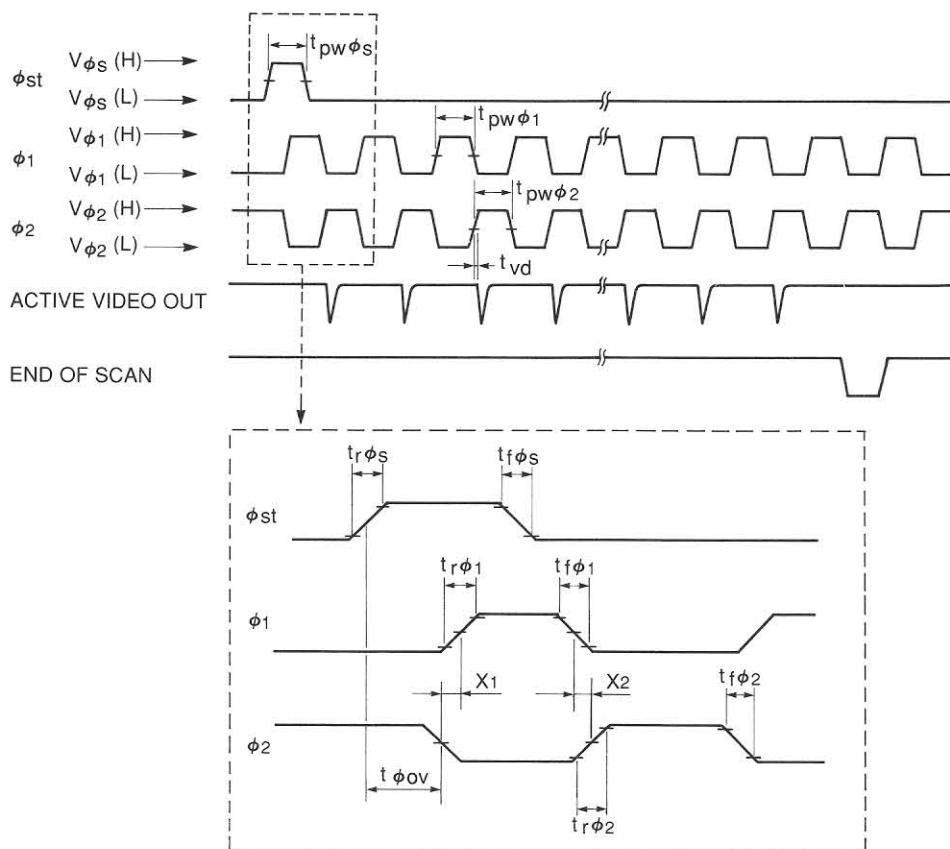 tpwϕs
Vϕs (H)
ϕst
Vϕs (L)
tpwϕ1
Vϕ1 (H)
ϕ1
Vϕ1 (L)
tpwϕ2
Vϕ2 (H)
ϕ2
Vϕ2 (L)
tvd
ACTIVE VIDEO OUT
END OF SCAN
trϕs tfϕs
ϕst
trϕ1 tfϕ1
ϕ1
X1 X2 tfϕ2
ϕ2
tϕov
trϕ2